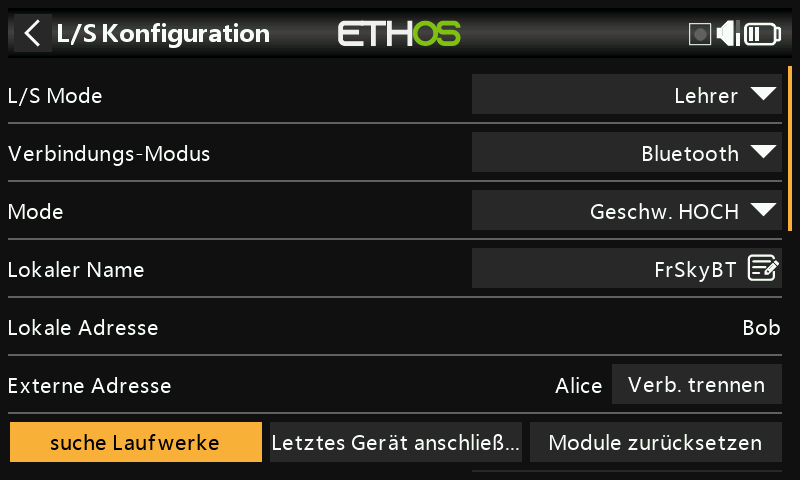 L/S Konfiguration ETHOS
L/S Mode Lehrer
Verbindungs-Modus Bluetooth
Mode Geschw. HOCH
Lokaler Name FrSkyBT
Lokale Adresse Bob
Externe Adresse Alice Verb. trennen
suche Laufwerke Letztes Gerät anschließ... Module zurücksetzen